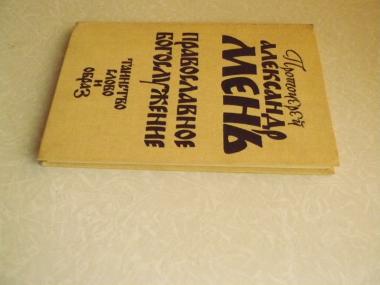 Протоиерей
АЛЕКСАНДР
МЕНЬ
ПРАВОСЛАВНОЕ
БОГОСЛУЖЕНИЕ
ТАИНСТВО
СЛОВО
И
ОБРАЗ